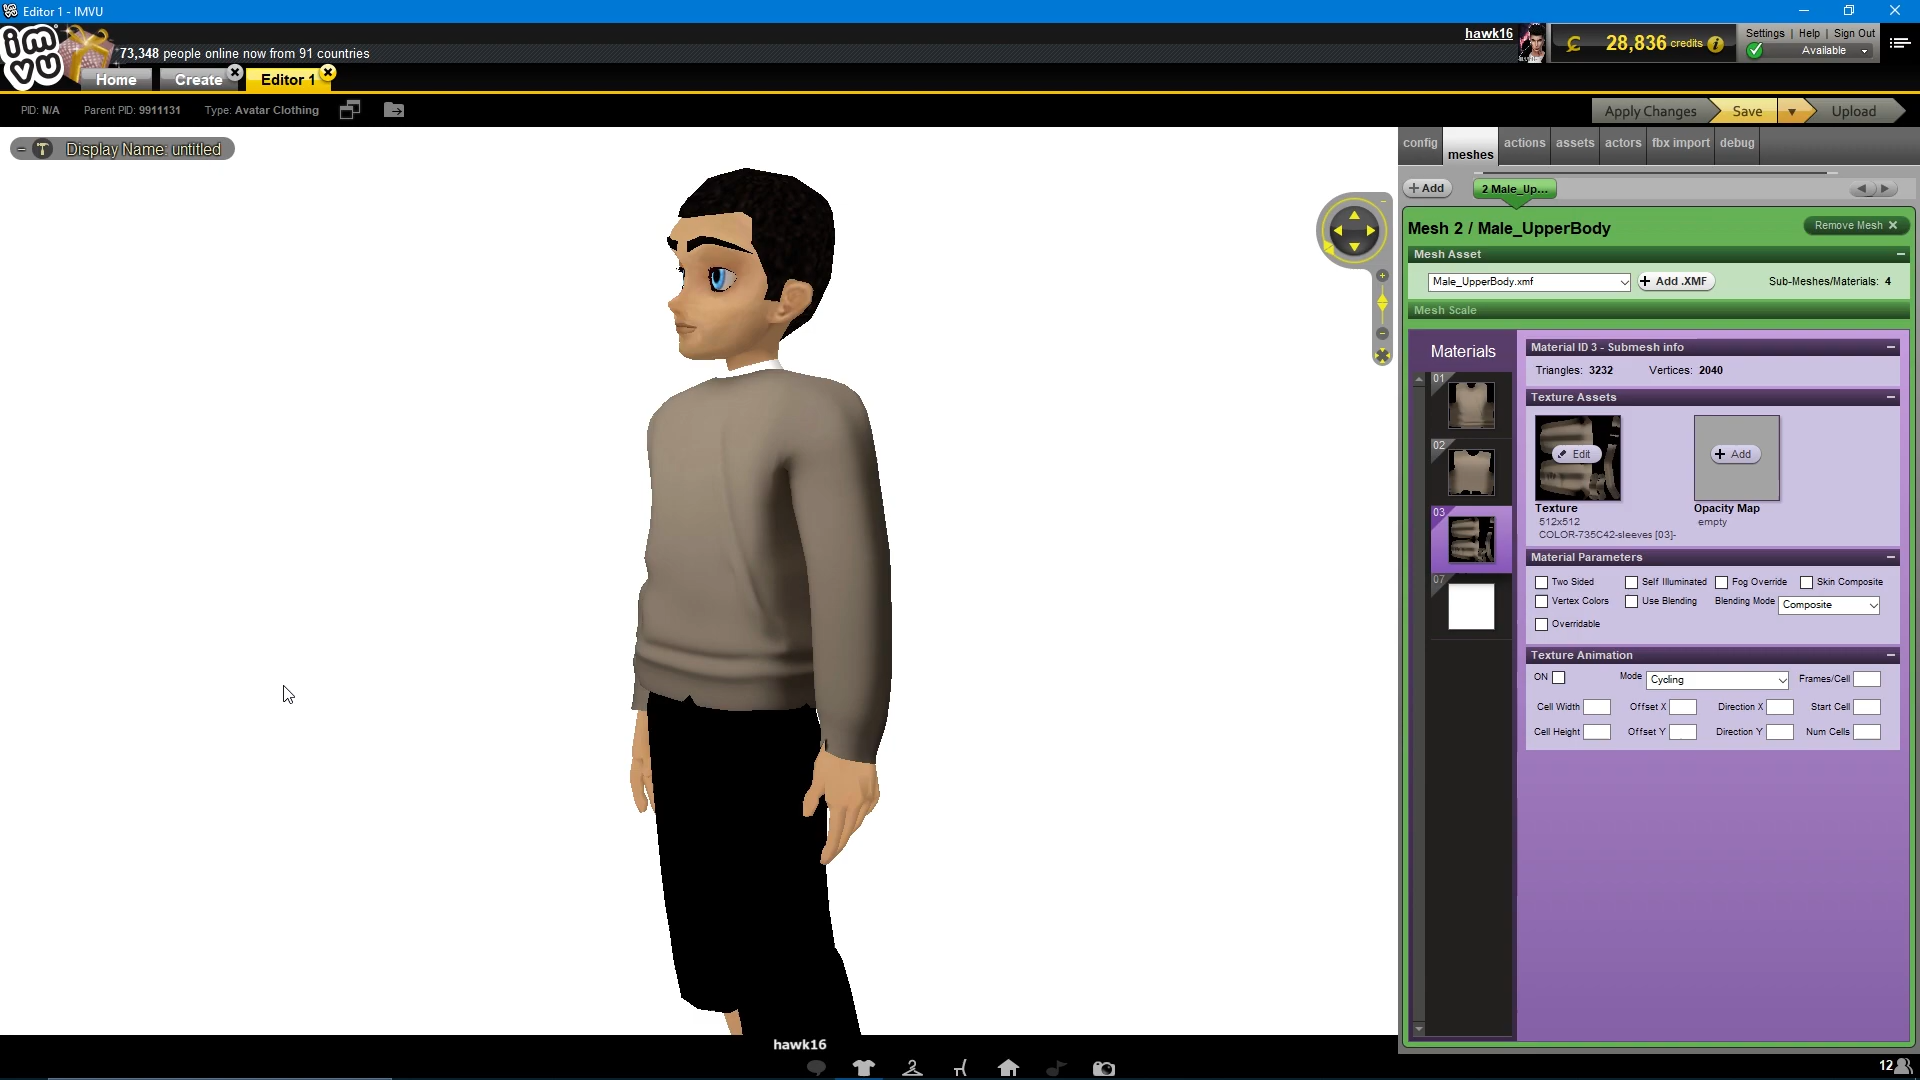 Editor 1 - IMVU
imvu
73,348 people online now from 91 countries
hawk16
28,836 credits
Settings | Help | Sign Out
Available
Home
Create
Editor 1
PID: N/A
Parent PID: 9911131
Type: Avatar Clothing
Apply Changes
Save
Upload
Display Name: untitled
config
meshes
actions
assets
actors
fbx import
debug
+ Add
2 Male_Up...
Mesh 2 / Male_UpperBody
Remove Mesh X
Mesh Asset
Male_UpperBody.xmf
+ Add .XMF
Sub-Meshes/Materials: 4
Mesh Scale
Materials
01
02
03
07
Material ID 3 - Submesh info
Triangles: 3232
Vertices: 2040
Texture Assets
Edit
+ Add
Texture
512x512
COLOR-735C42-sleeves [03]-
Opacity Map
empty
Material Parameters
Two Sided
Self Illuminated
Fog Override
Skin Composite
Vertex Colors
Use Blending
Blending Mode
Composite
Overridable
Texture Animation
ON
Mode
Cycling
Frames/Cell
Cell Width
Offset X
Direction X
Start Cell
Cell Height
Offset Y
Direction Y
Num Cells
hawk16
12